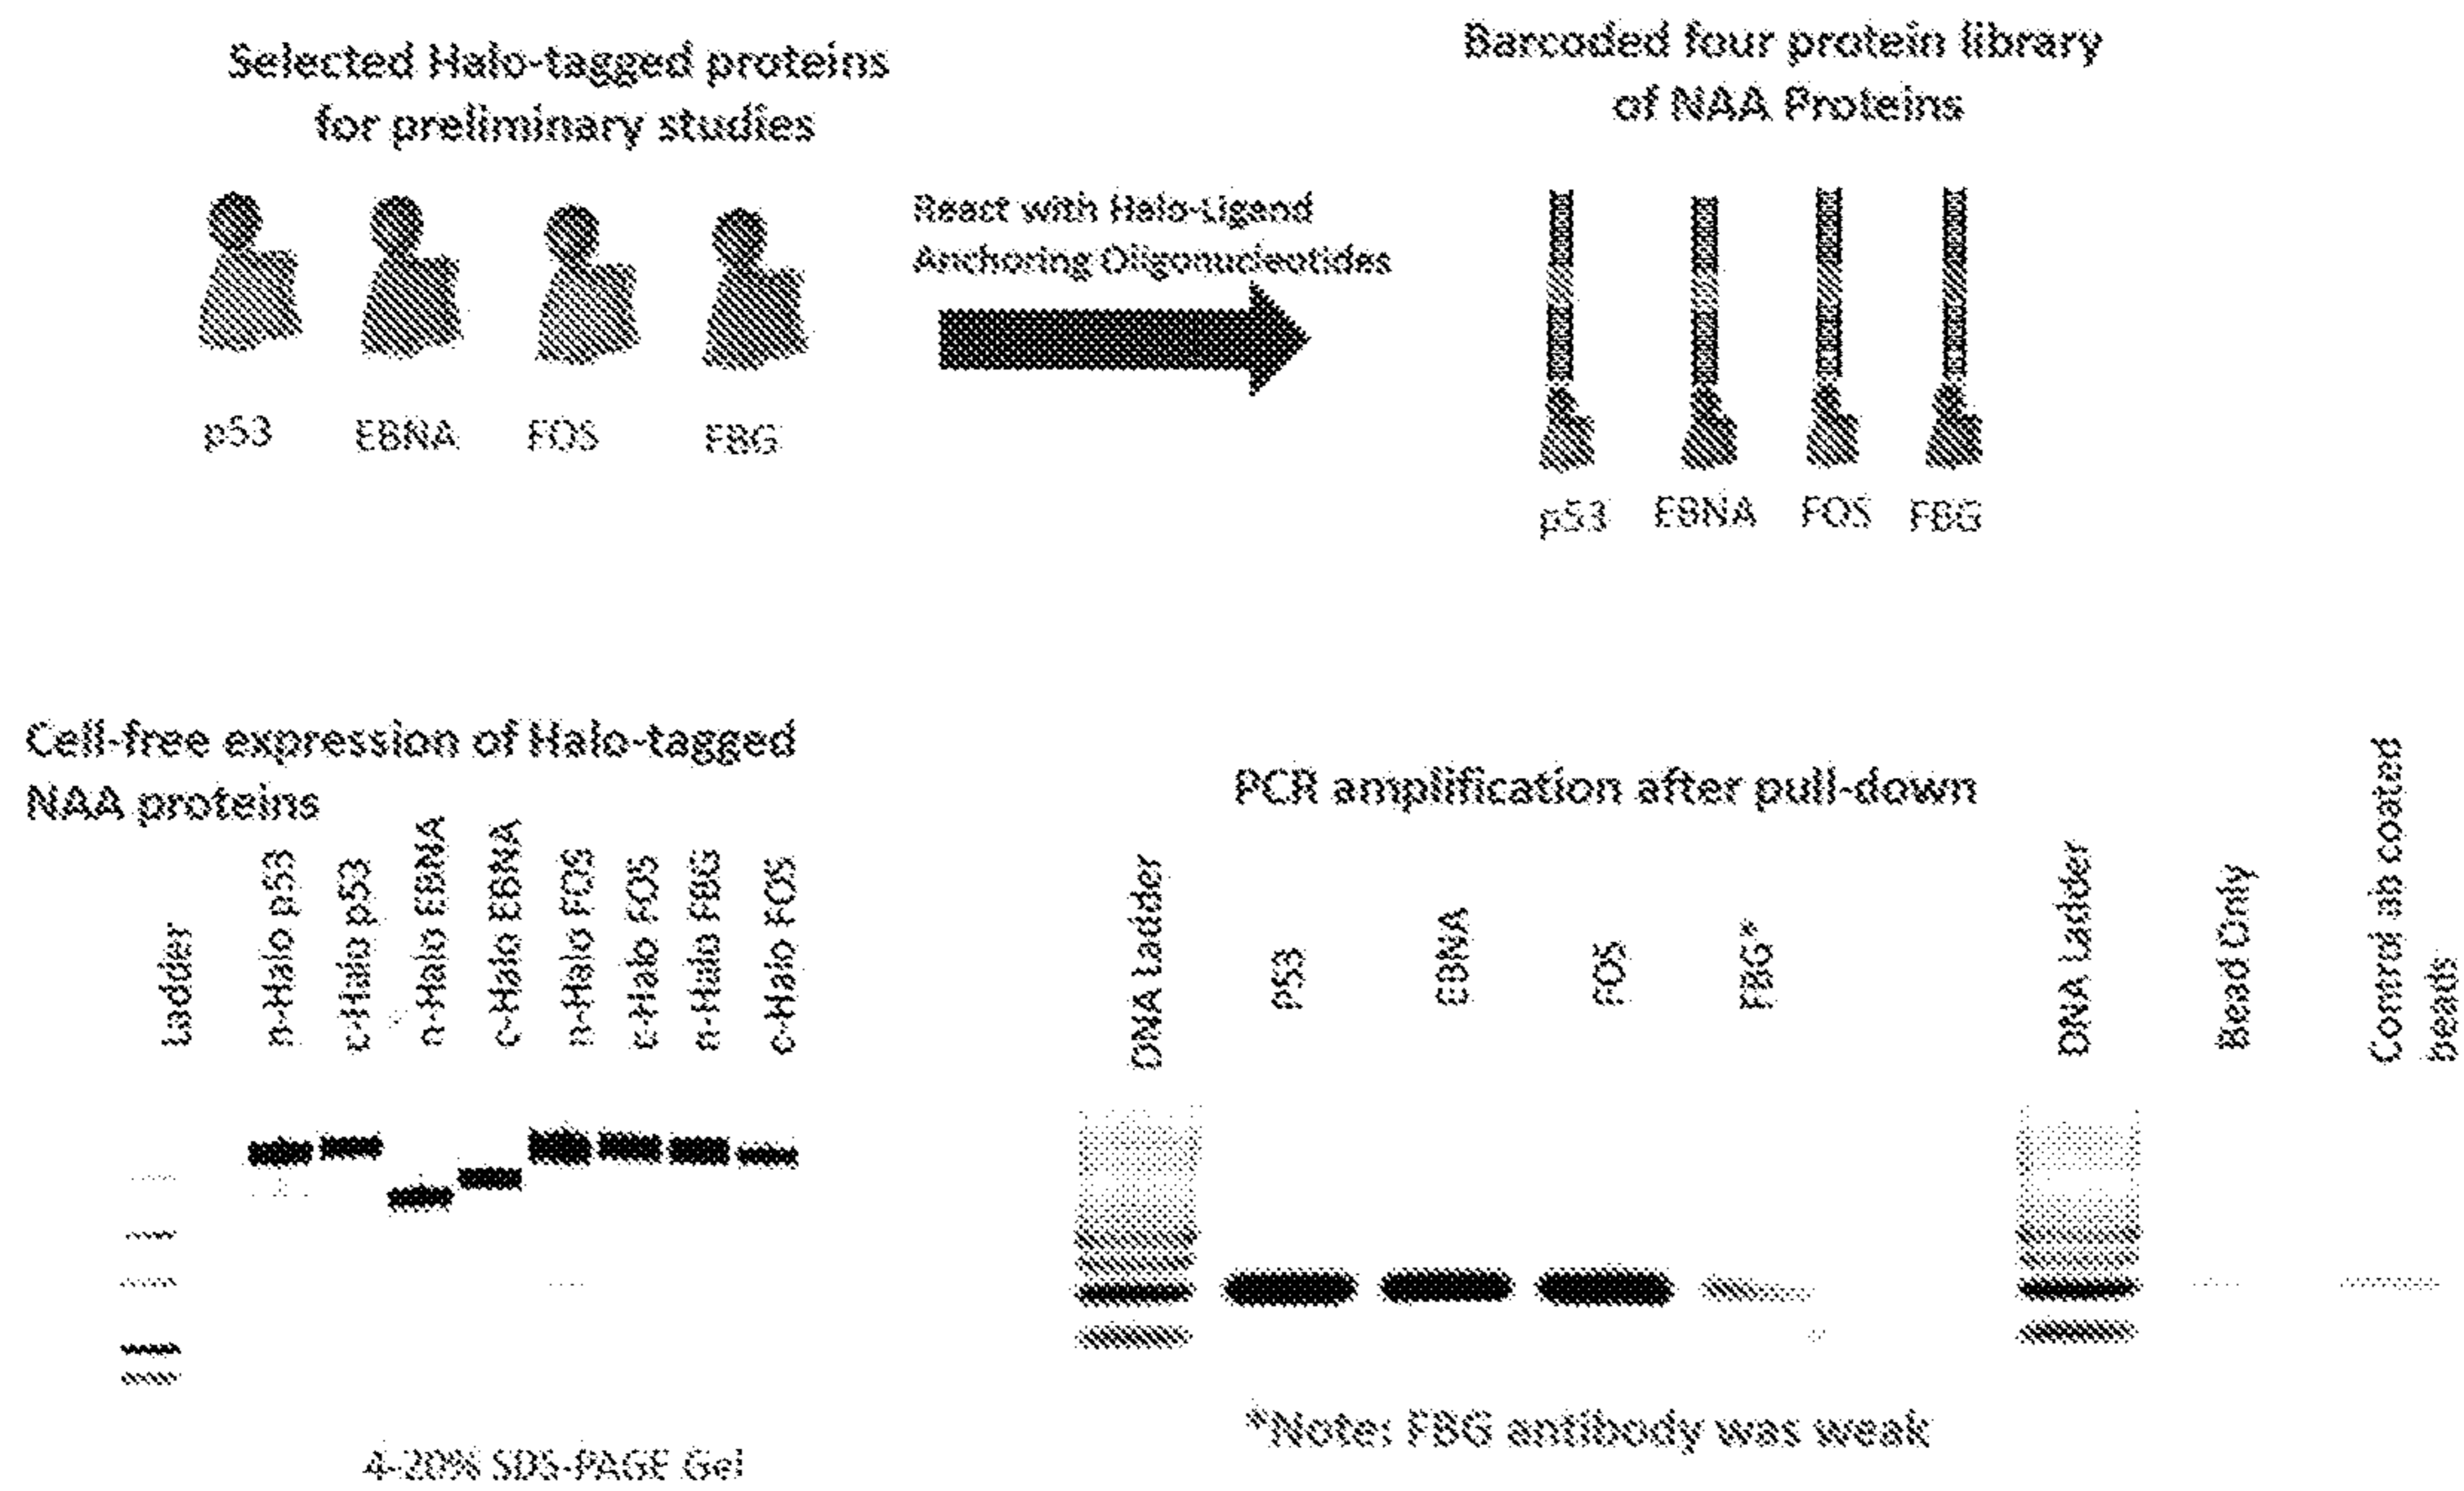 Selected Halo-tagged proteins
for preliminary studies
Barcoded four protein library
of NAA Proteins
React with Halo-Ligand
Anchoring Oligonucleutides
p53
EBNA
FOS
FBG
p53
EBNA
FOS
FBG
Cell-free expression of Halo-tagged
NAA proteins
Ladder
n-Halo p53
c-Halo p53
n-Halo EBNA
c-Halo EBNA
n-Halo FOS
c-Halo FOS
n-Halo FBG
c-Halo FOS
4-20% SDS-PAGE Gel
PCR amplification after pull-down
DNA Ladder
p53
EBNA
FOS
FBG*
DNA Ladder
Bead Only
Control ab coated
beads
*Note: FBG antibody was weak